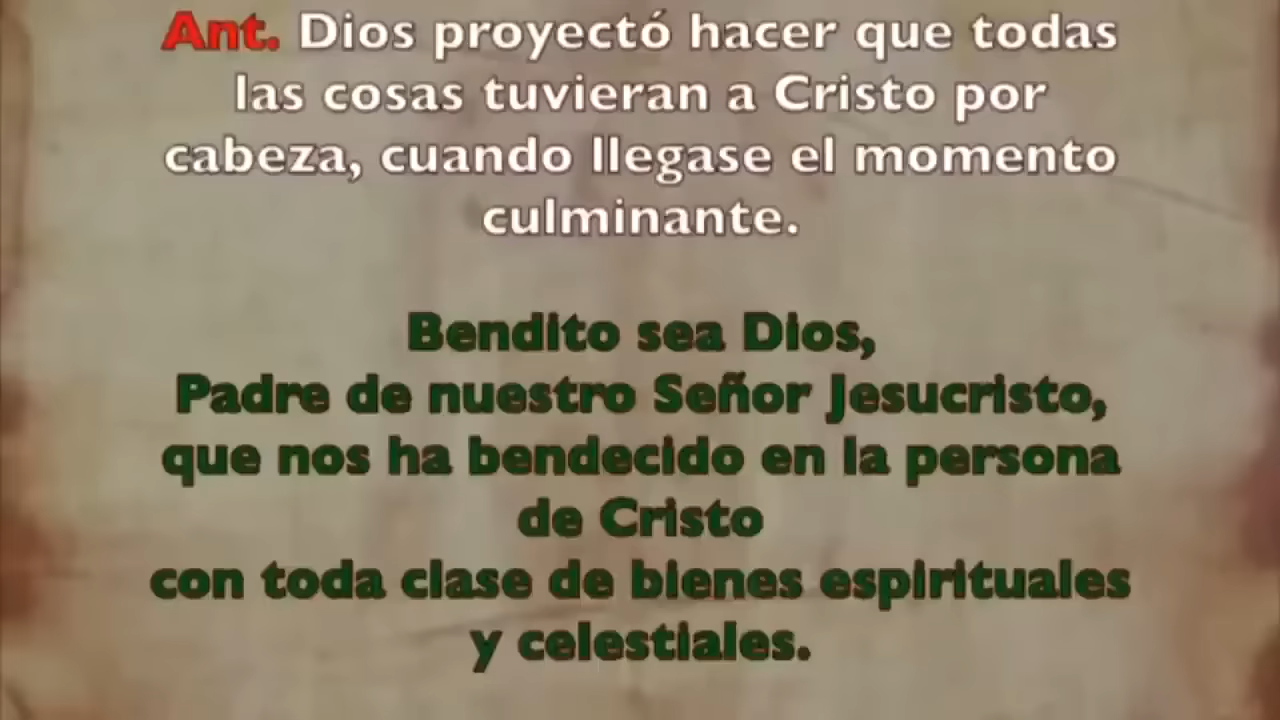 Ant. Dios proyectó hacer que todas
las cosas tuvieran a Cristo por
cabeza, cuando llegase el momento
culminante.
Bendito sea Dios,
Padre de nuestro Señor Jesucristo,
que nos ha bendecido en la persona
de Cristo
con toda clase de bienes espirituales
y celestiales.